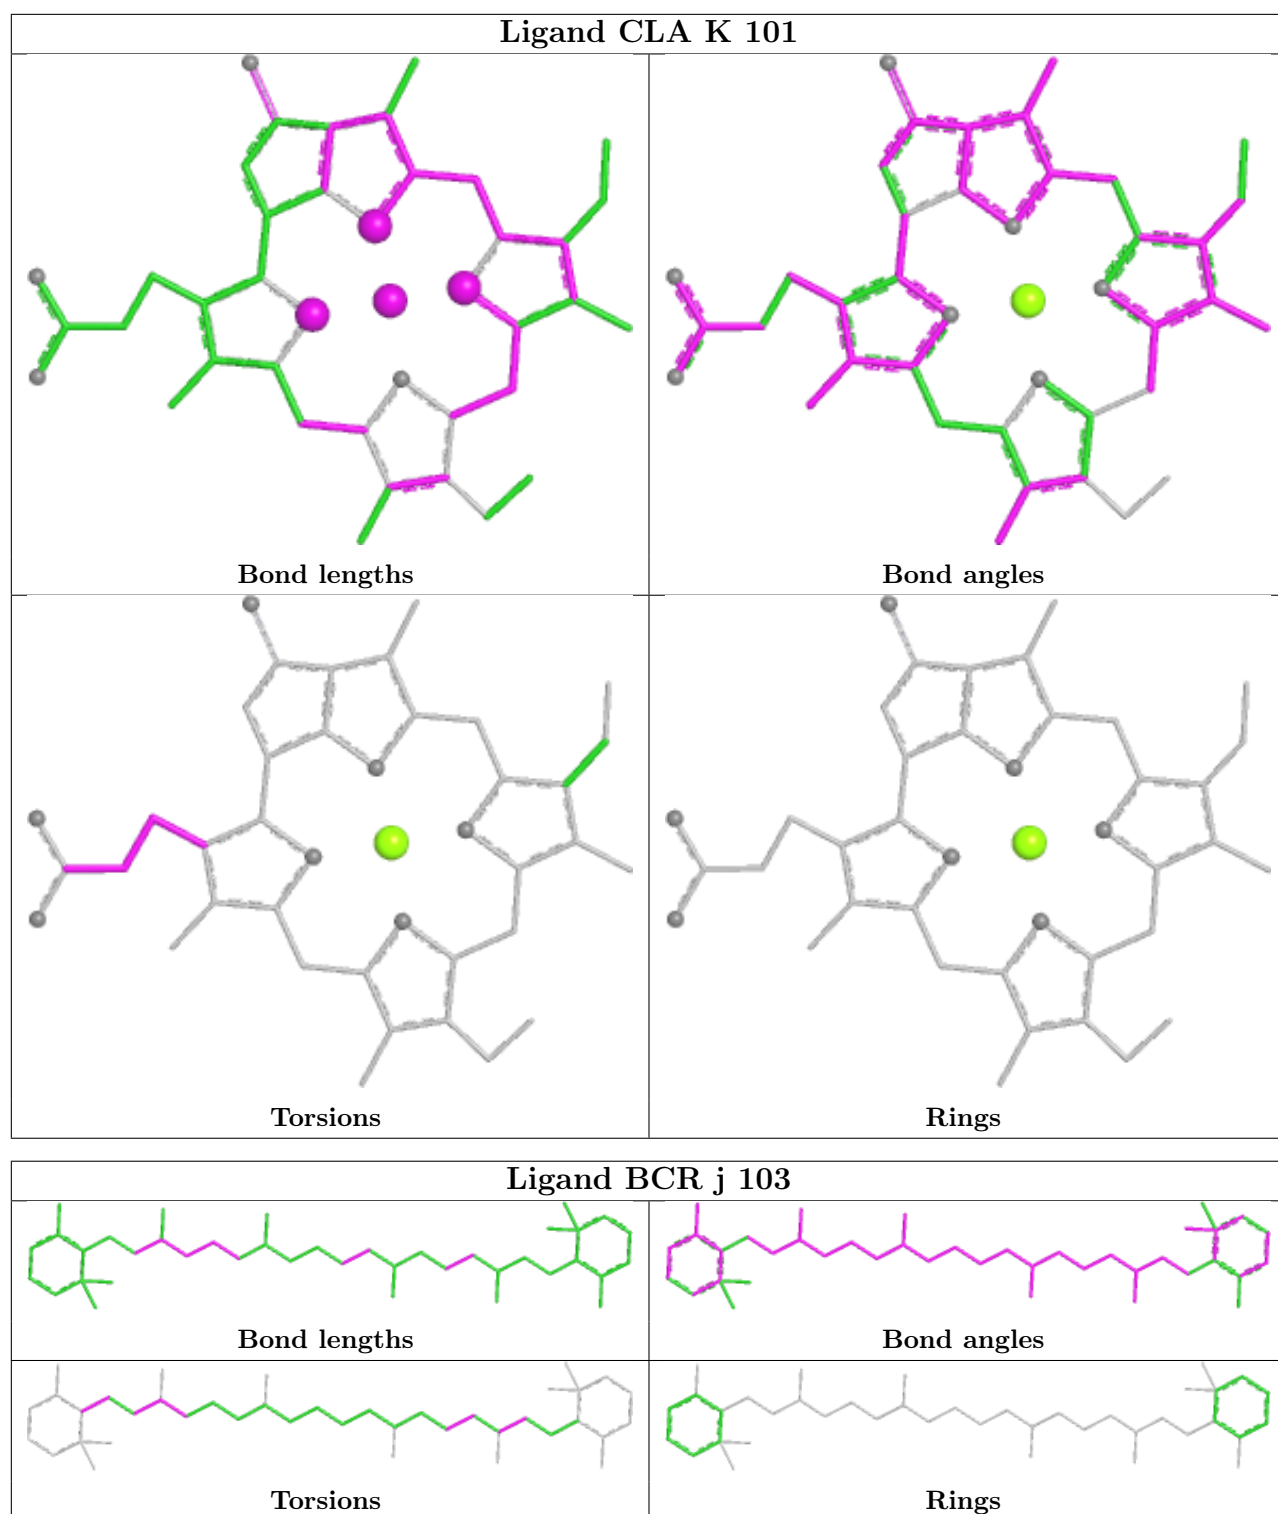 Ligand CLA K 101
Bond lengths
Bond angles
Torsions
Rings
Ligand BCR j 103
Bond lengths
Bond angles
Torsions
Rings